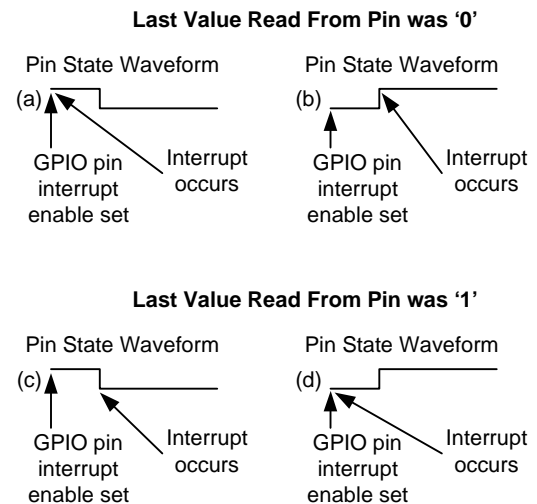 Last Value Read From Pin was ‘0’
Pin State Waveform
(a)
GPIO pin
interrupt
enable set
Interrupt
occurs
Pin State Waveform
(b)
GPIO pin
interrupt
enable set
Interrupt
occurs
Last Value Read From Pin was ‘1’
Pin State Waveform
(c)
GPIO pin
interrupt
enable set
Interrupt
occurs
Pin State Waveform
(d)
GPIO pin
interrupt
enable set
Interrupt
occurs